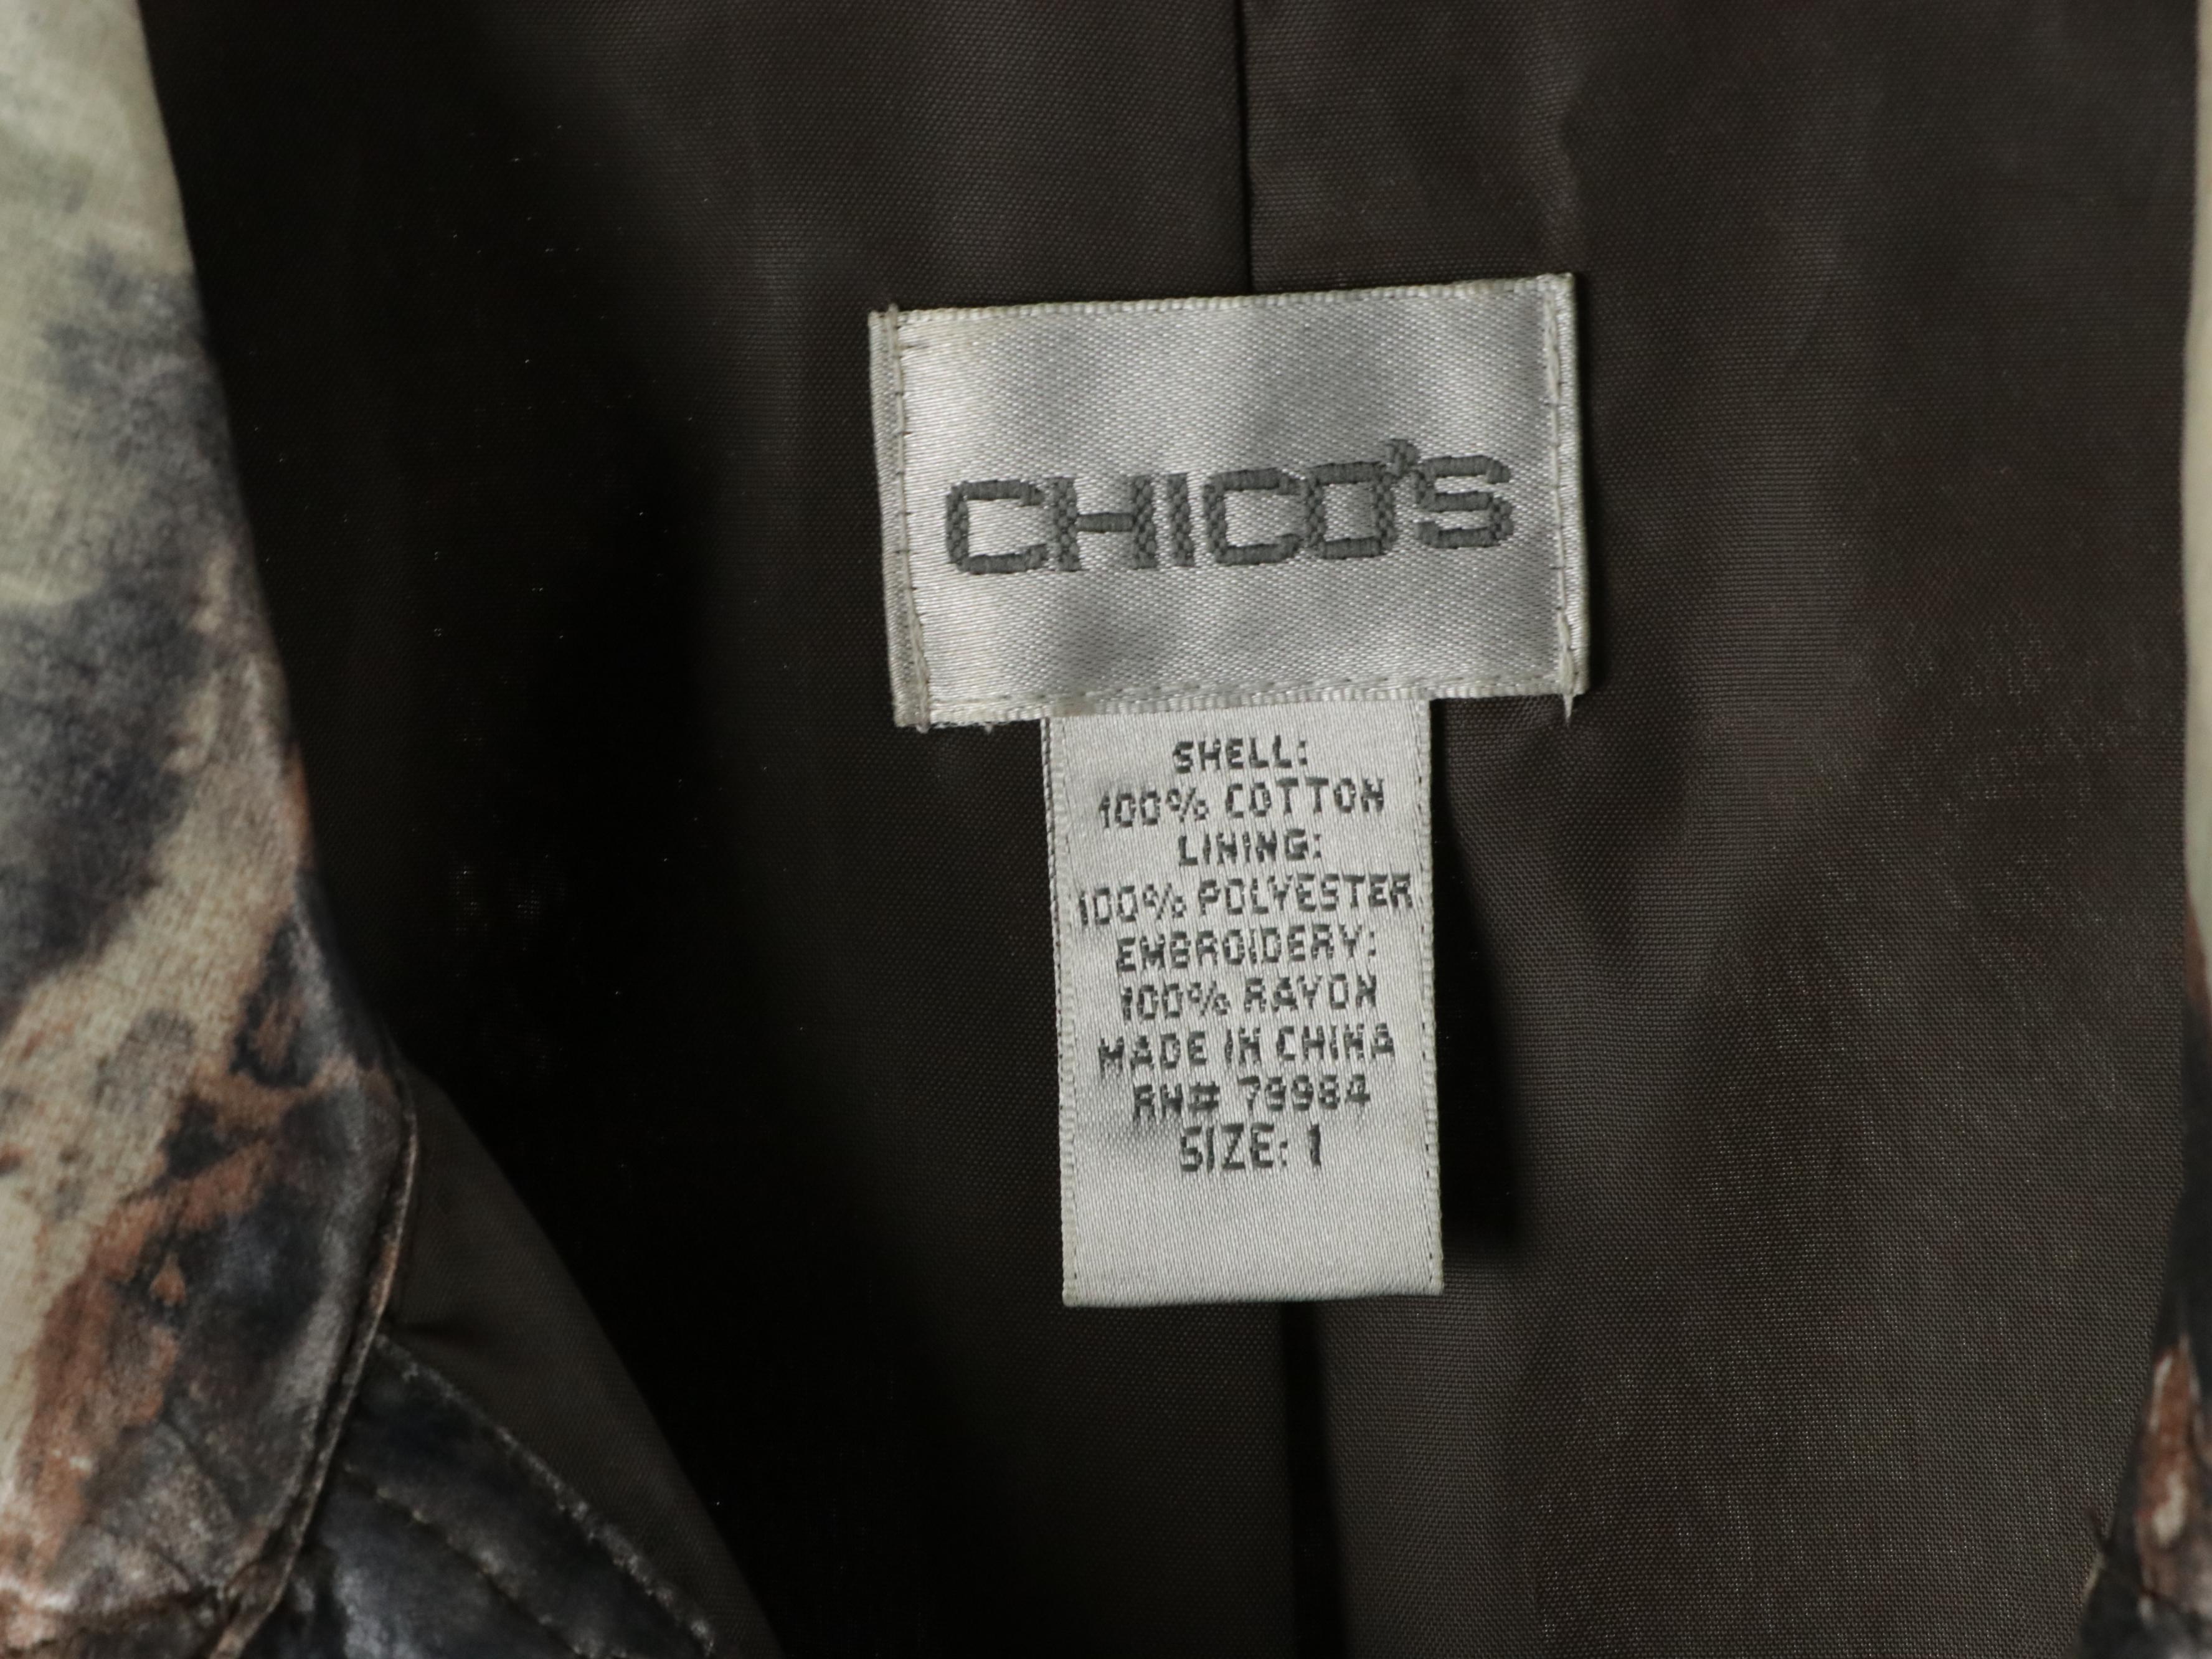 CHICO'S
SHELL:
100% COTTON
LINING:
100% POLYESTER
EMBROIDERY:
100% RAYON
MADE IN CHINA
RN# 79984
SIZE: 1